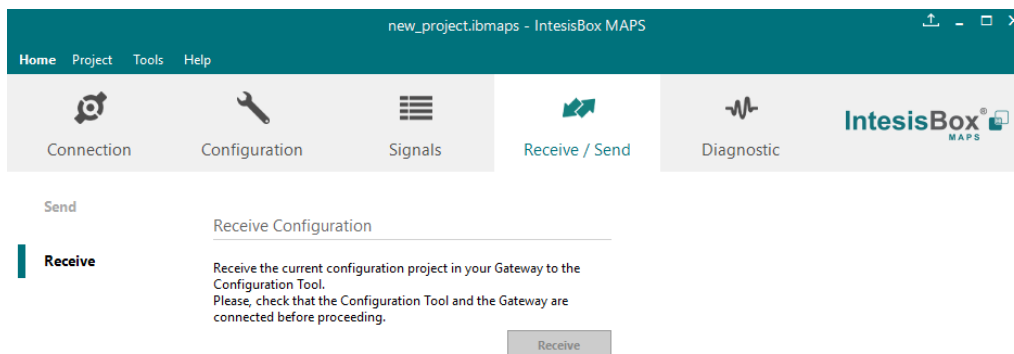 new_project.ibmaps - IntesisBox MAPS
Home Project Tools Help
Connection Configuration Signals Receive / Send Diagnostic IntesisBox®
MAPS
Send
Receive Configuration
Receive
Receive the current configuration project in your Gateway to the
Configuration Tool.
Please, check that the Configuration Tool and the Gateway are
connected before proceeding.
Receive